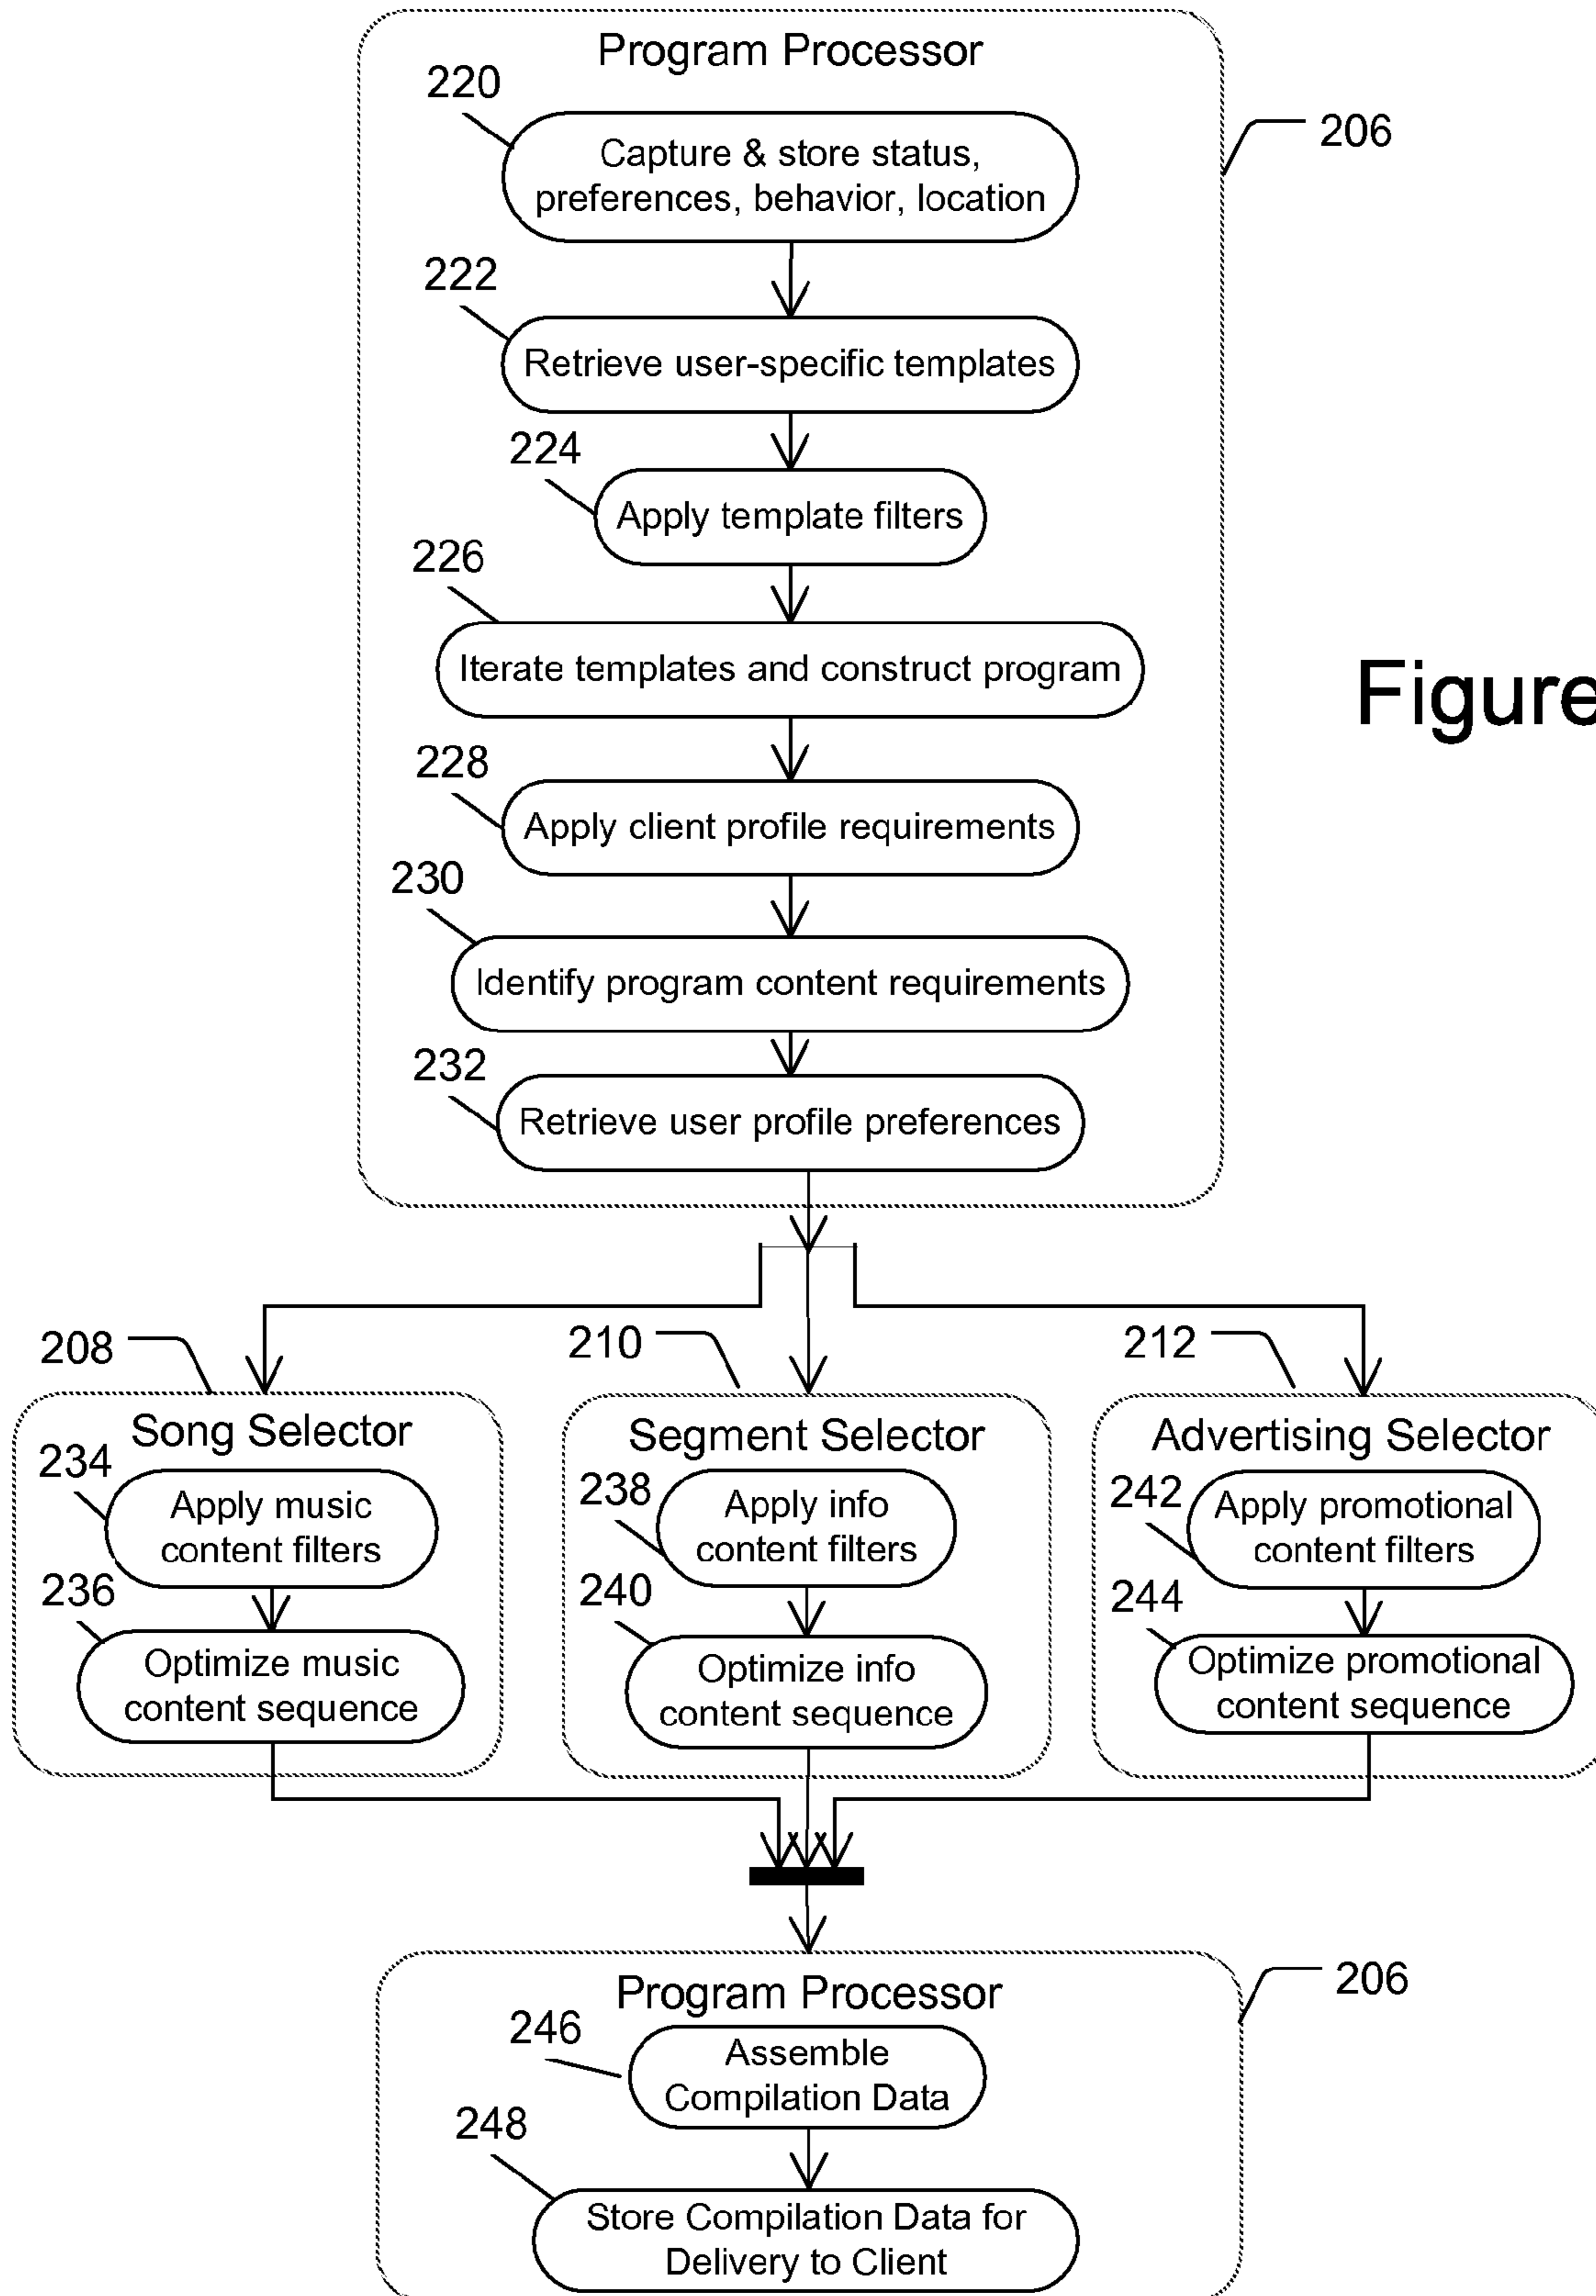 Program Processor
220
206
Capture & store status,
preferences, behavior, location
222
Retrieve user-specific templates
224
Apply template filters
226
Iterate templates and construct program
Figure
228
Apply client profile requirements
230
Identify program content requirements
232
Retrieve user profile preferences
208
210
212
Song Selector
234
Apply music
content filters
236
Optimize music
content sequence
Segment Selector
238
Apply info
content filters
240
Optimize info
content sequence
Advertising Selector
242
Apply promotional
content filters
244
Optimize promotional
content sequence
206
Program Processor
246
Assemble
Compilation Data
248
Store Compilation Data for
Delivery to Client